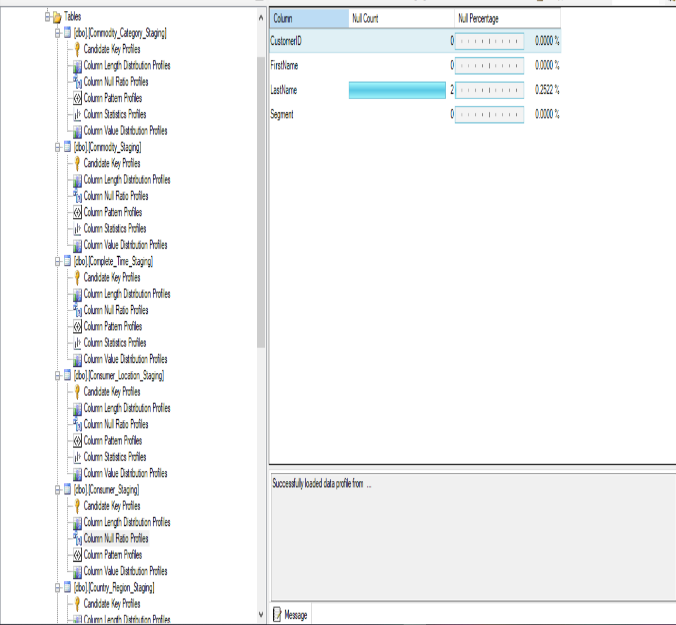 Tables
[dbo].[Commodity_Category_Staging]
Candidate Key Profiles
Column Length Distribution Profiles
Column Null Ratio Profiles
Column Pattern Profiles
Column Statistics Profiles
Column Value Distribution Profiles
[dbo].[Commodity_Staging]
Candidate Key Profiles
Column Length Distribution Profiles
Column Null Ratio Profiles
Column Pattern Profiles
Column Statistics Profiles
Column Value Distribution Profiles
[dbo].[Complete_Time_Staging]
Candidate Key Profiles
Column Length Distribution Profiles
Column Null Ratio Profiles
Column Pattern Profiles
Column Statistics Profiles
Column Value Distribution Profiles
[dbo].[Consumer_Location_Staging]
Candidate Key Profiles
Column Length Distribution Profiles
Column Null Ratio Profiles
Column Pattern Profiles
Column Statistics Profiles
Column Value Distribution Profiles
[dbo].[Consumer_Staging]
Candidate Key Profiles
Column Length Distribution Profiles
Column Null Ratio Profiles
Column Pattern Profiles
Column Value Distribution Profiles
[dbo].[Country_Region_Staging]
Candidate Key Profiles
Column Length Distribution Profiles
Column Null Count Null Percentage
CustomerID 0 0.0000 %
FirstName 0 0.0000 %
LastName 2 0.2522 %
Segment 0 0.0000 %
Successfully loaded data profile from ...
Message